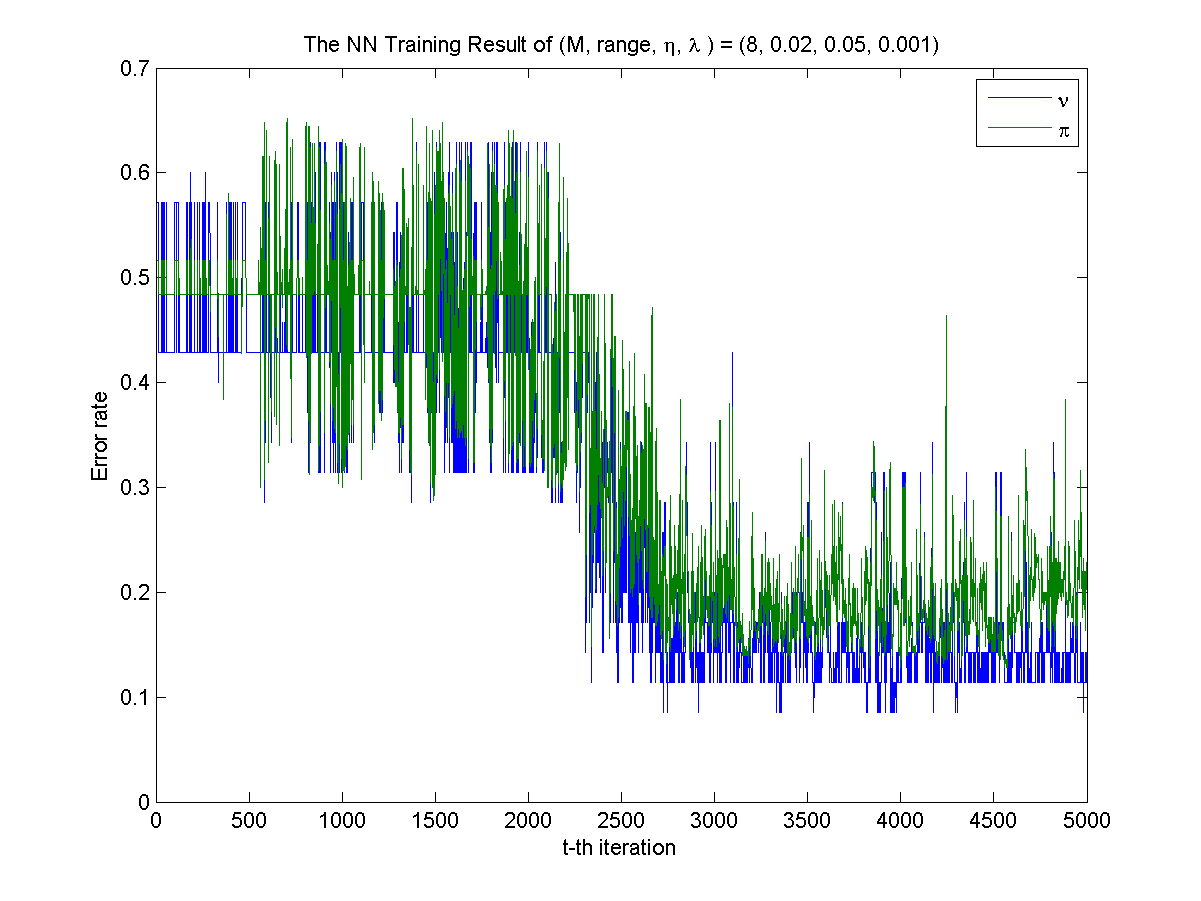 The NN Training Result of (M, range, η, λ ) = (8, 0.02, 0.05, 0.001)
0.7
0.6
0.5
0.4
0.3
0.2
0.1
0
Error rate
ν
π
0 500 1000 1500 2000 2500 3000 3500 4000 4500 5000
t-th iteration